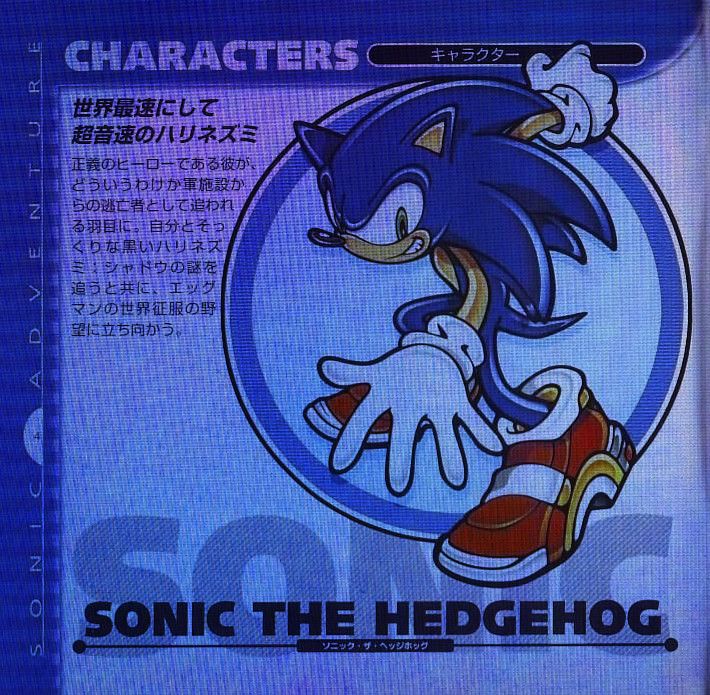 CHARACTERS
キャラクター
世界最速にして
超音速のハリネズミ
正義のヒーローである彼が、
どういうわけか軍施設か
らの逃亡者として追われ
る羽目に。自分とそっ
くりな黒いハリネズ
ミ：シャドウの謎を
追うと共に、エッグ
マンの世界征服の野
望に立ち向かう。
SONIC ADVENTURE
4
SONIC
SONIC THE HEDGEHOG
ソニック・ザ・ヘッジホッグ